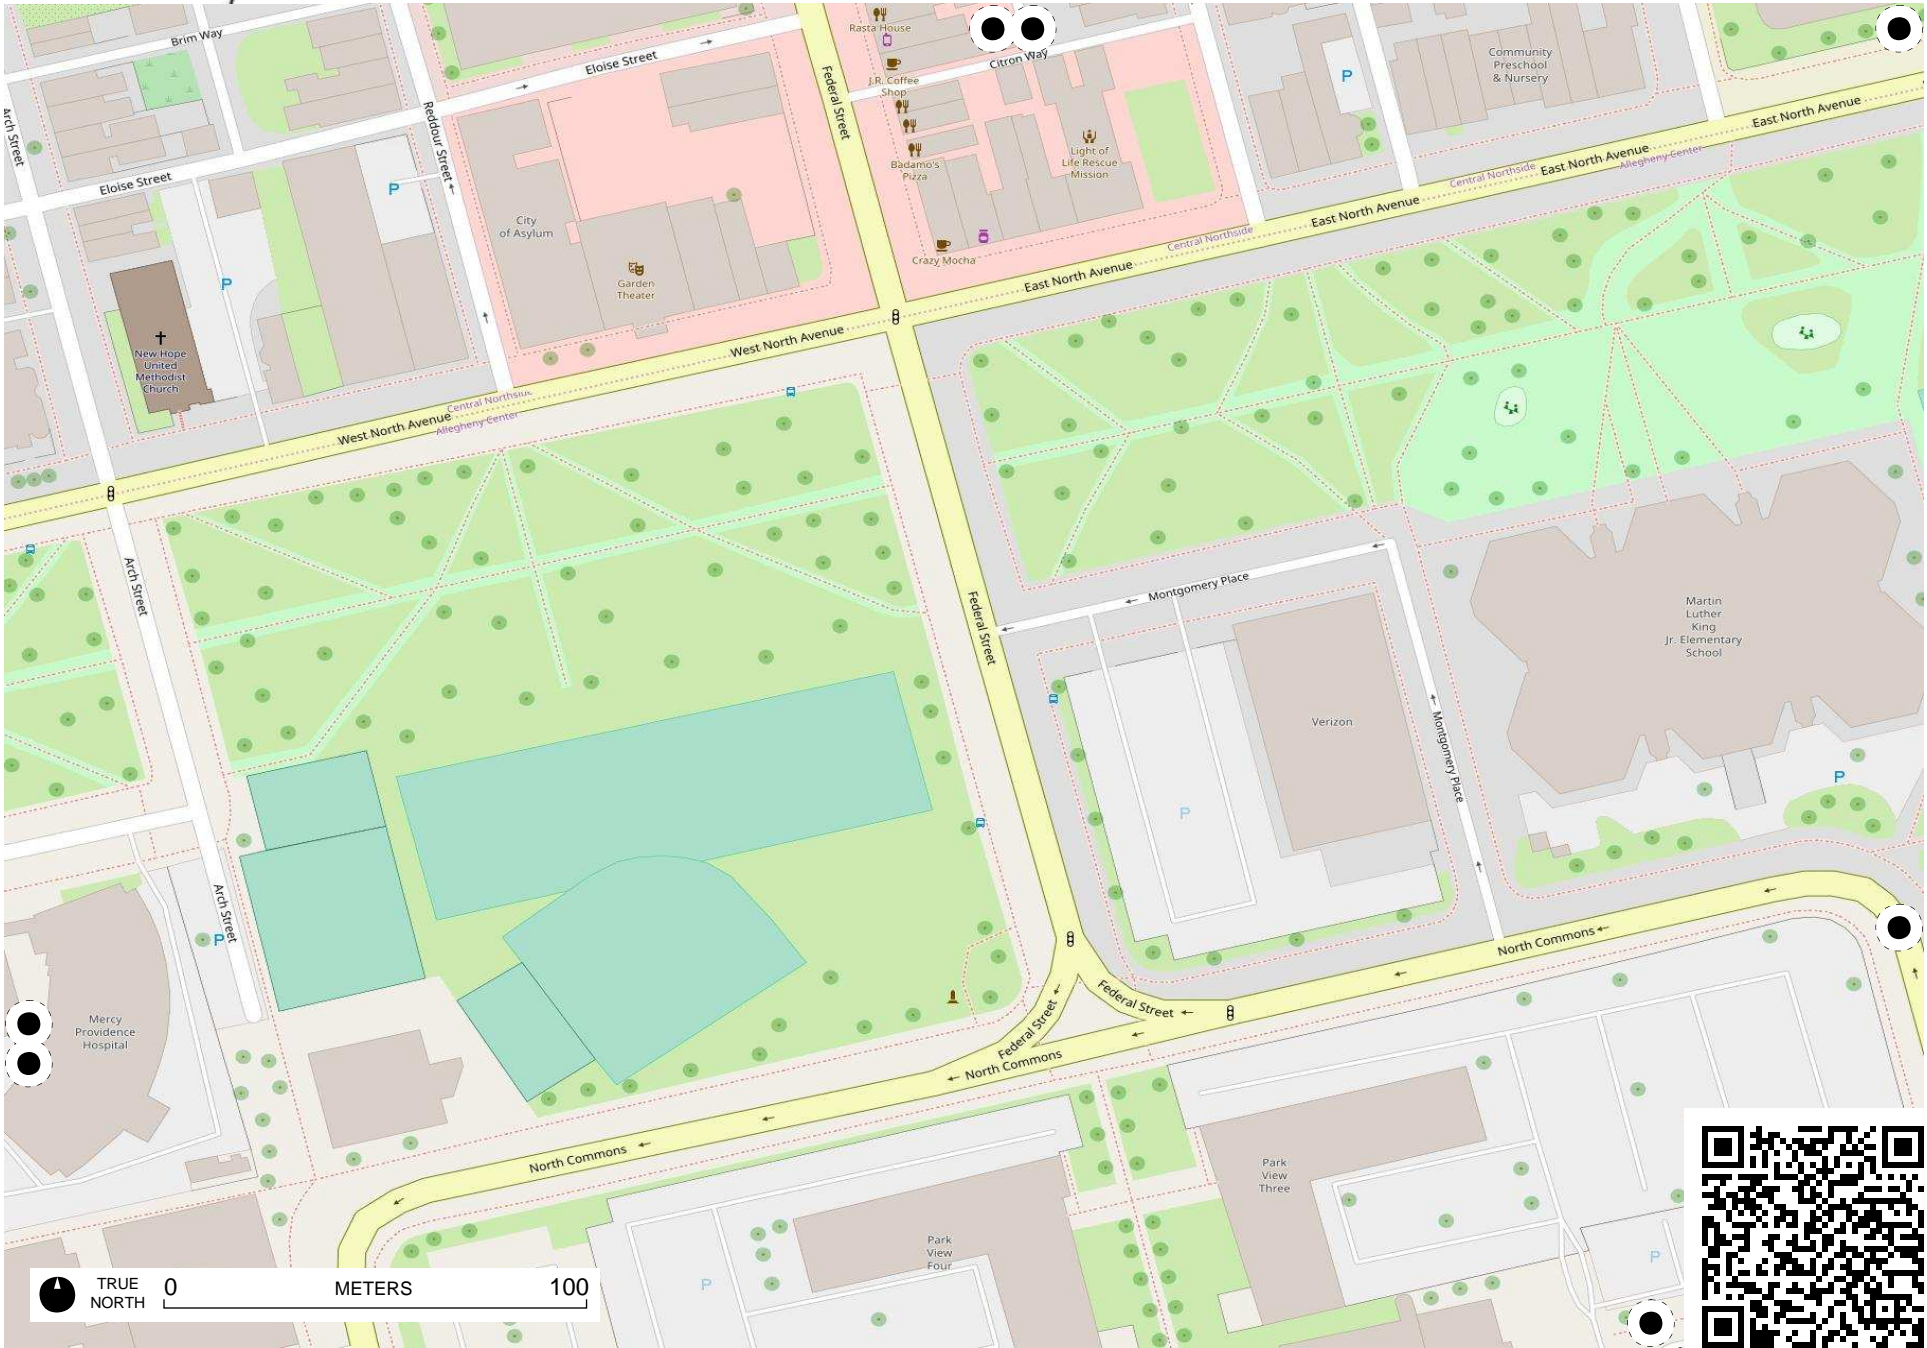 Brim Way
Rasta House
Eloise Street
Federal Street
Citron Way
Community
Preschool
& Nursery
P
J.R. Coffee
Shop
East North Avenue
Arch Street
Reddour Street
Badamo's
Pizza
Light of
Life Rescue
Mission
East North Avenue
Allegheny Center
Central Northside
Eloise Street
P
City
of Asylum
East North Avenue
Central Northside
Crazy Mocha
East North Avenue
P
Garden
Theater
West North Avenue
New Hope
United
Methodist
Church
Central Northside
West North Avenue
Allegheny Center
Arch Street
Montgomery Place
Federal Street
Martin
Luther
King
Jr. Elementary
School
Verizon
Montgomery Place
P
P
Arch Street
P
North Commons
Federal Street
Federal Street
Mercy
Providence
Hospital
North Commons
North Commons
Park
View
Three
Park
View
Four
P
P
TRUE
NORTH
0 METERS 100